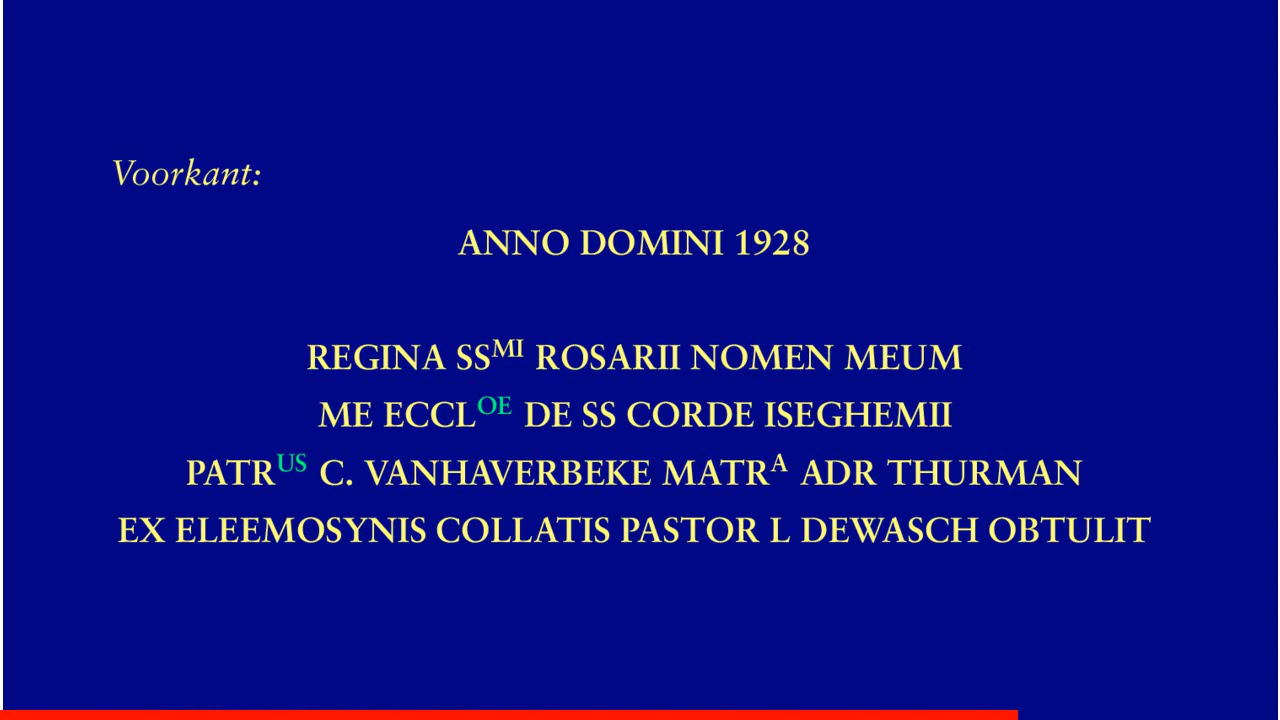 Voorkant:
ANNO DOMINI 1928
REGINA SSᴹᴵ ROSARII NOMEN MEUM
ME ECCLᴼᴱ DE SS CORDE ISEGHEMII
PATRᵁˢ C. VANHAVERBEKE MATRᴬ ADR THURMAN
EX ELEEMOSYNIS COLLATIS PASTOR L DEWASCH OBTULIT